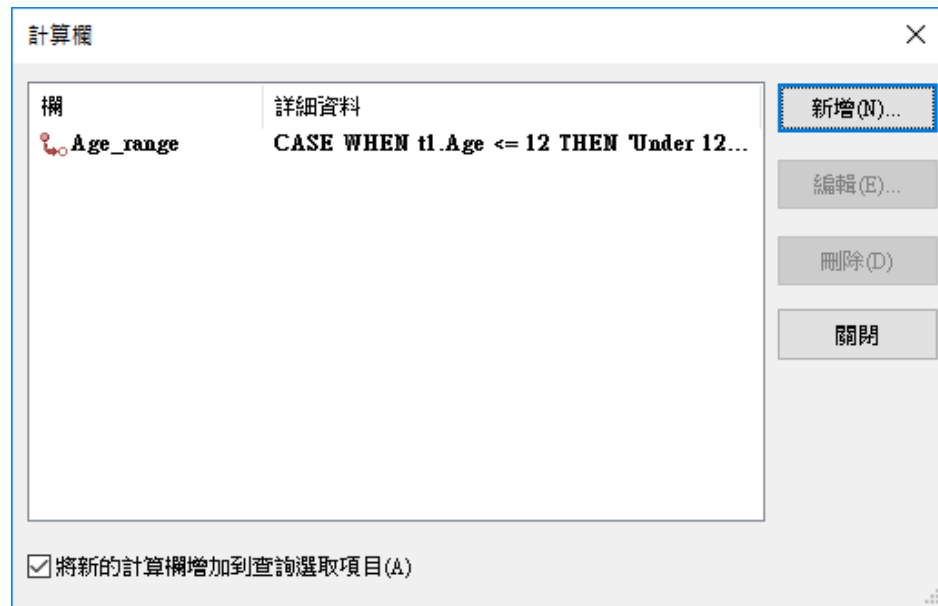 計算欄
欄 詳細資料
Age_range CASE WHEN t1.Age <= 12 THEN 'Under 12...
新增(N)...
編輯(E)...
刪除(D)
關閉
將新的計算欄增加到查詢選取項目(A)